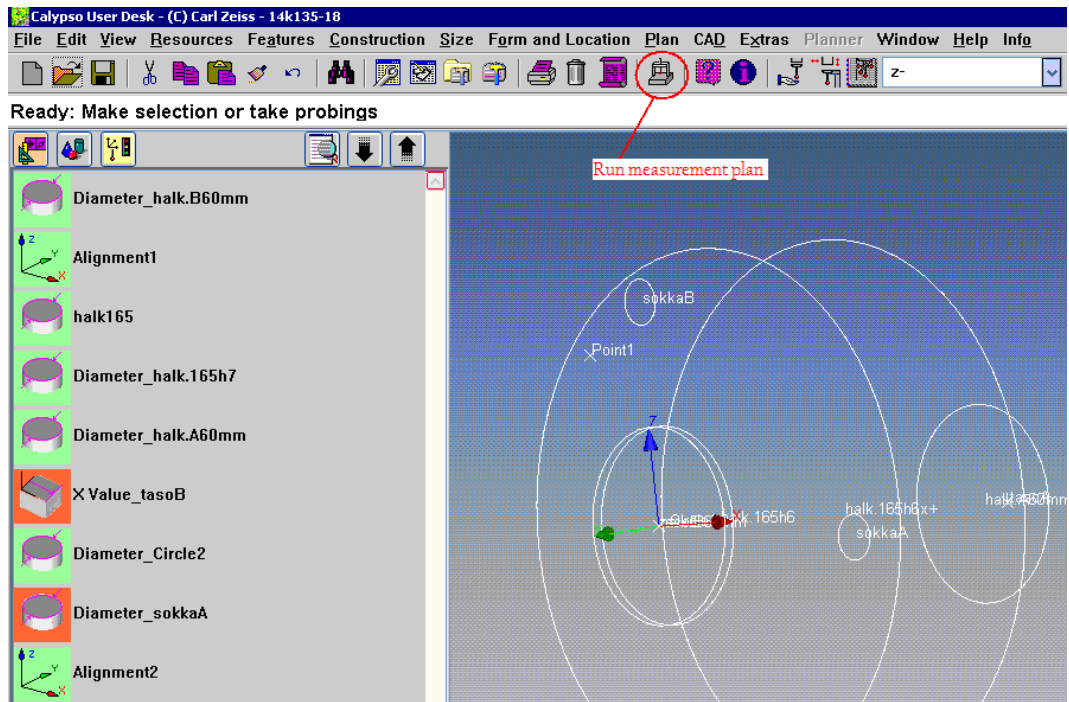 Calypso User Desk - (C) Carl Zeiss - 14k135-18
File Edit View Resources Features Construction Size Form and Location Plan CAD Extras Planner Window Help Info
z-
Ready: Make selection or take probings
Run measurement plan
Diameter_halk.B60mm
Alignment1
halk165
Diameter_halk.165h7
Diameter_halk.A60mm
X Value_tasoB
Diameter_Circle2
Diameter_sokkaA
Alignment2
sokkaB
Point1
Z
X
k.165h6
halk.165h6x+
sokkaA